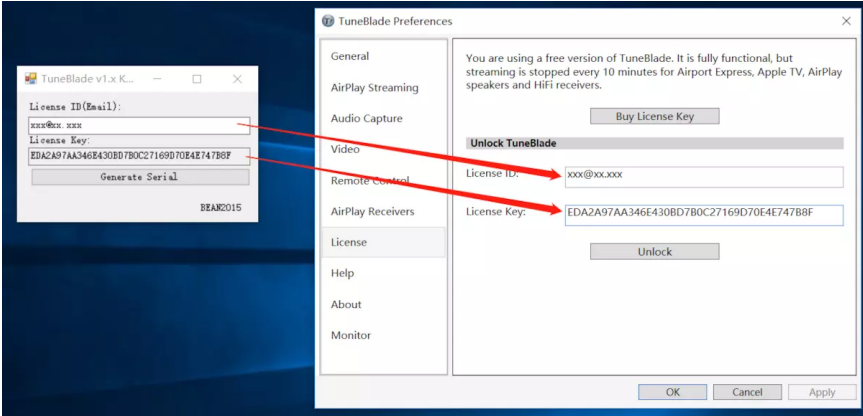 TuneBlade v1.x K...
License ID(Email):
xxx@xx.xxx
License Key:
EDA2A97AA346E430BD7B0C27169D70E4E747B8F
Generate Serial
BEAN2015
TuneBlade Preferences
General
AirPlay Streaming
Audio Capture
Video
Remote Control
AirPlay Receivers
License
Help
About
Monitor
You are using a free version of TuneBlade. It is fully functional, but
streaming is stopped every 10 minutes for Airport Express, Apple TV, AirPlay
speakers and HiFi receivers.
Buy License Key
Unlock TuneBlade
License ID:
xxx@xx.xxx
License Key:
EDA2A97AA346E430BD7B0C27169D70E4E747B8F
Unlock
OK
Cancel
Apply